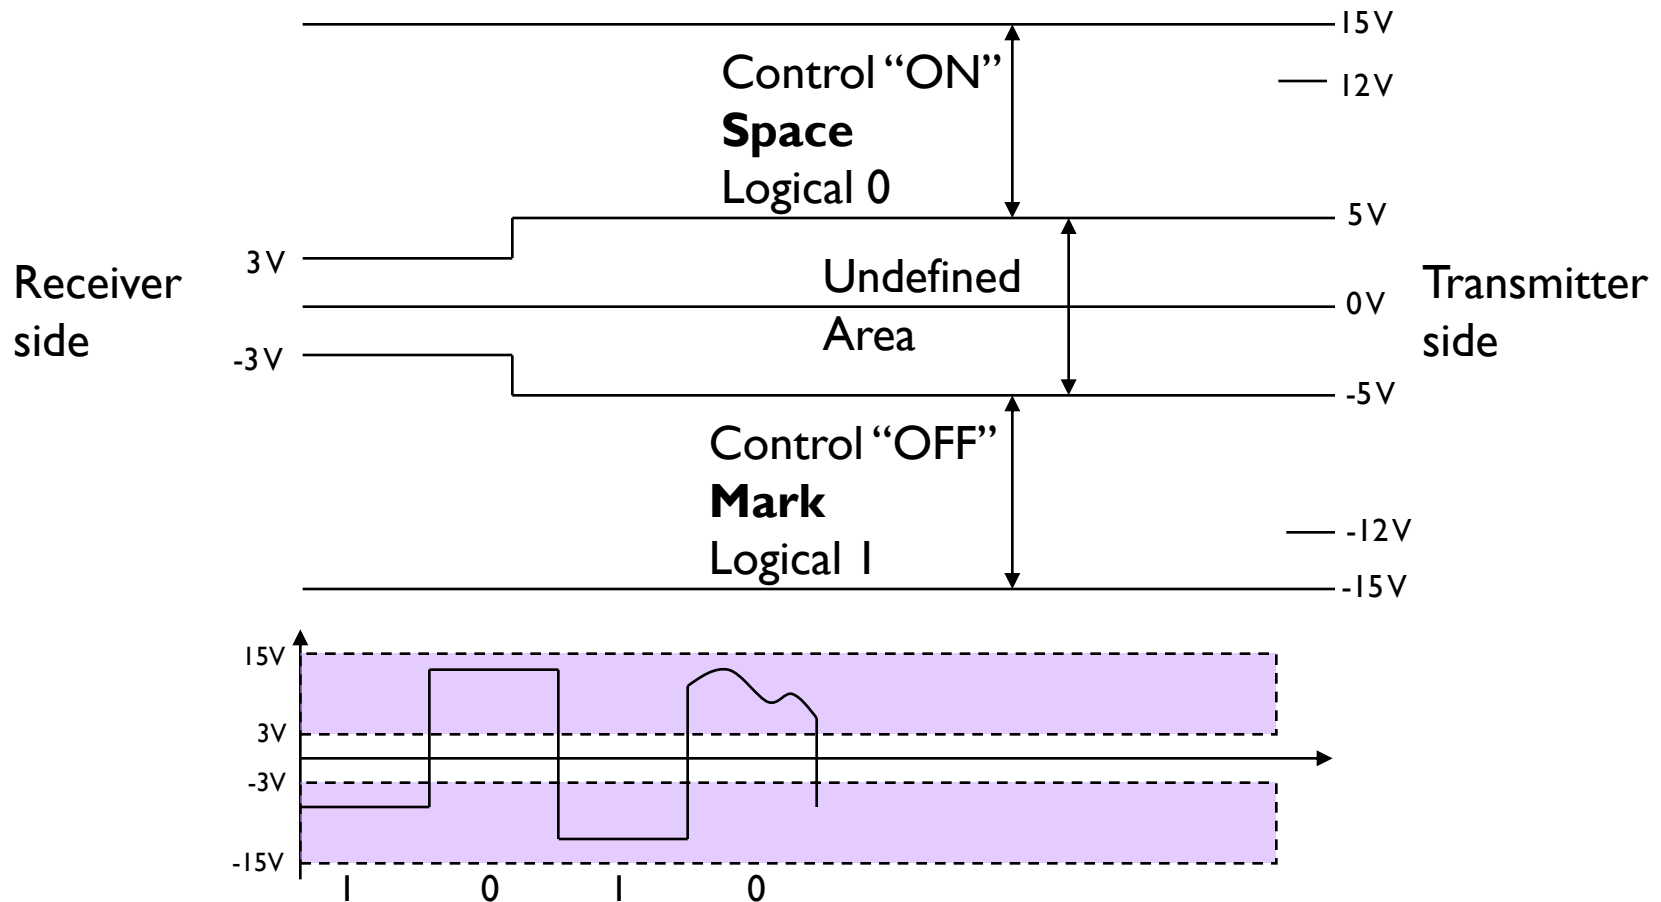 15V
Control “ON”
12V
Space
Logical 0
5V
3V
Undefined
Receiver
side
0V
Transmitter
side
Area
-3V
-5V
Control “OFF”
Mark
-12V
Logical 1
-15V
15V
3V
-3V
-15V
1 0 1 0